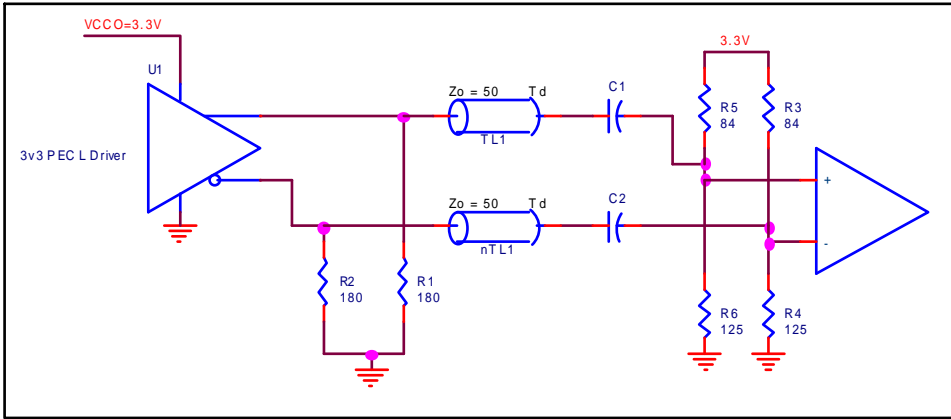 VCCO=3.3V
3.3V
U1
Zo = 50 Td
C1
R5
84
R3
84
TL1
3v3 PECL Driver
+
Zo = 50 Td
C2
nTL1
-
R2
180
R1
180
R6
125
R4
125